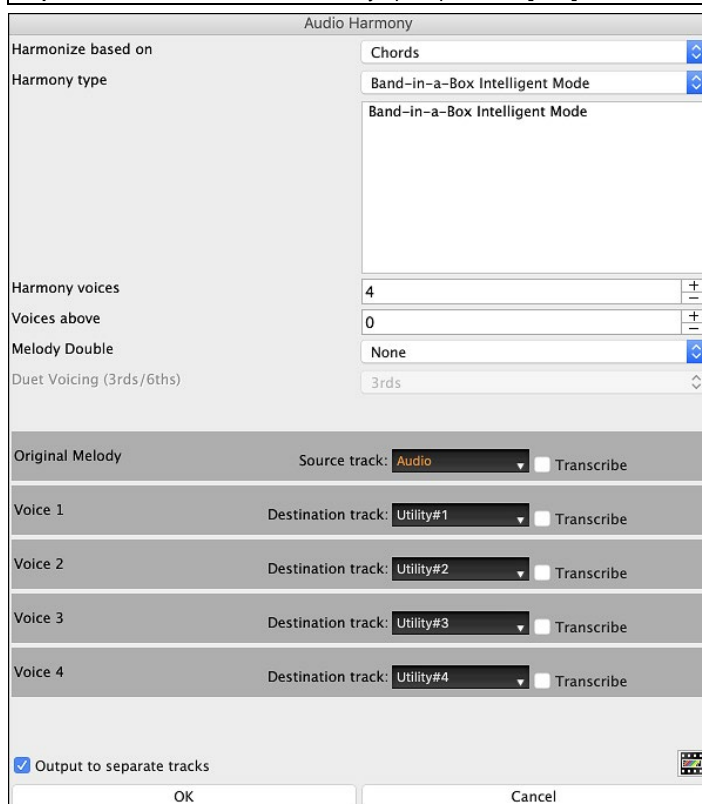 Audio Harmony
Harmonize based on Chords
Harmony type Band-in-a-Box Intelligent Mode
Band-in-a-Box Intelligent Mode
Harmony voices 4 + −
Voices above 0 + −
Melody Double None
Duet Voicing (3rds/6ths) 3rds
Original Melody Source track: Audio Transcribe
Voice 1 Destination track: Utility#1 Transcribe
Voice 2 Destination track: Utility#2 Transcribe
Voice 3 Destination track: Utility#3 Transcribe
Voice 4 Destination track: Utility#4 Transcribe
Output to separate tracks
OK Cancel